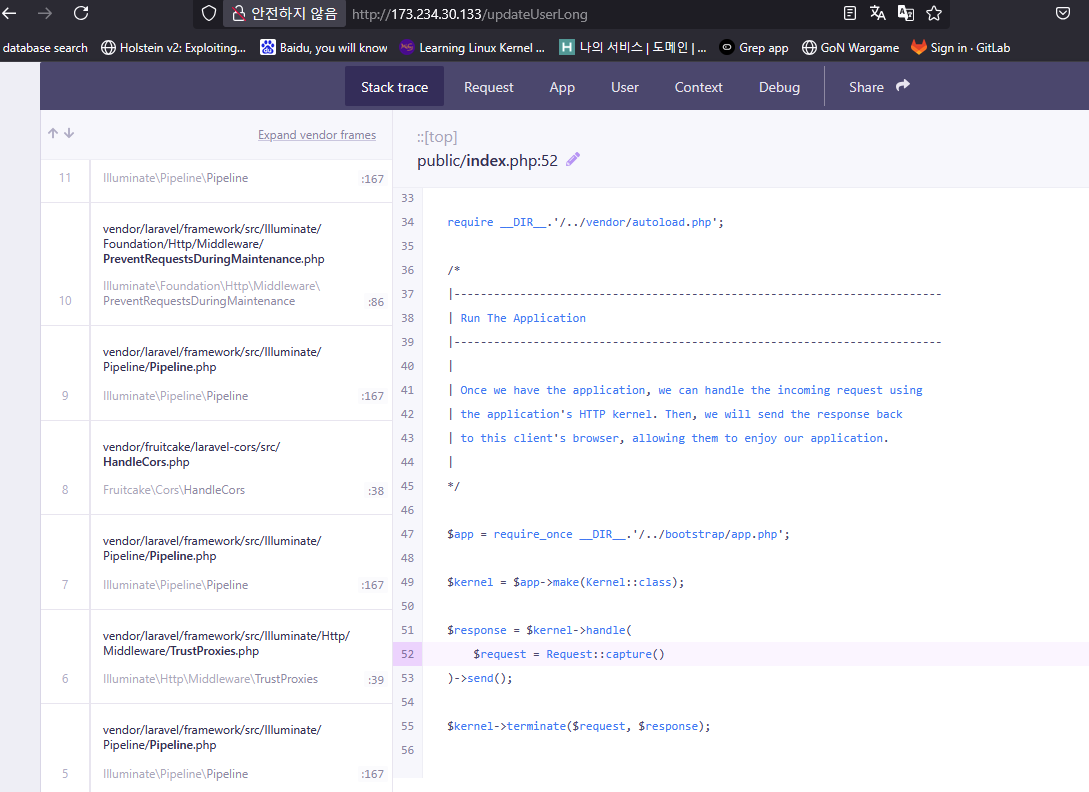 안전하지 않음
http://173.234.30.133/updateUserLong
database search
Holstein v2: Exploiting...
Baidu, you will know
Learning Linux Kernel ...
나의 서비스 | 도메인 | ...
Grep app
GoN Wargame
Sign in · GitLab
Stack trace
Request
App
User
Context
Debug
Share
Expand vendor frames
11
Illuminate\Pipeline\Pipeline
:167
vendor/laravel/framework/src/Illuminate/
Foundation/Http/Middleware/
PreventRequestsDuringMaintenance.php
10
Illuminate\Foundation\Http\Middleware\
PreventRequestsDuringMaintenance
:86
vendor/laravel/framework/src/Illuminate/
Pipeline/Pipeline.php
9
Illuminate\Pipeline\Pipeline
:167
vendor/fruitcake/laravel-cors/src/
HandleCors.php
8
Fruitcake\Cors\HandleCors
:38
vendor/laravel/framework/src/Illuminate/
Pipeline/Pipeline.php
7
Illuminate\Pipeline\Pipeline
:167
vendor/laravel/framework/src/Illuminate/Http/
Middleware/TrustProxies.php
6
Illuminate\Http\Middleware\TrustProxies
:39
vendor/laravel/framework/src/Illuminate/
Pipeline/Pipeline.php
5
Illuminate\Pipeline\Pipeline
:167
::[top]
public/index.php:52
33
34 require __DIR__.'/../vendor/autoload.php';
35
36 /*
37 |--------------------------------------------------------------------------
38 | Run The Application
39 |--------------------------------------------------------------------------
40 |
41 | Once we have the application, we can handle the incoming request using
42 | the application's HTTP kernel. Then, we will send the response back
43 | to this client's browser, allowing them to enjoy our application.
44 |
45 */
46
47 $app = require_once __DIR__.'/../bootstrap/app.php';
48
49 $kernel = $app->make(Kernel::class);
50
51 $response = $kernel->handle(
52 $request = Request::capture()
53 )->send();
54
55 $kernel->terminate($request, $response);
56